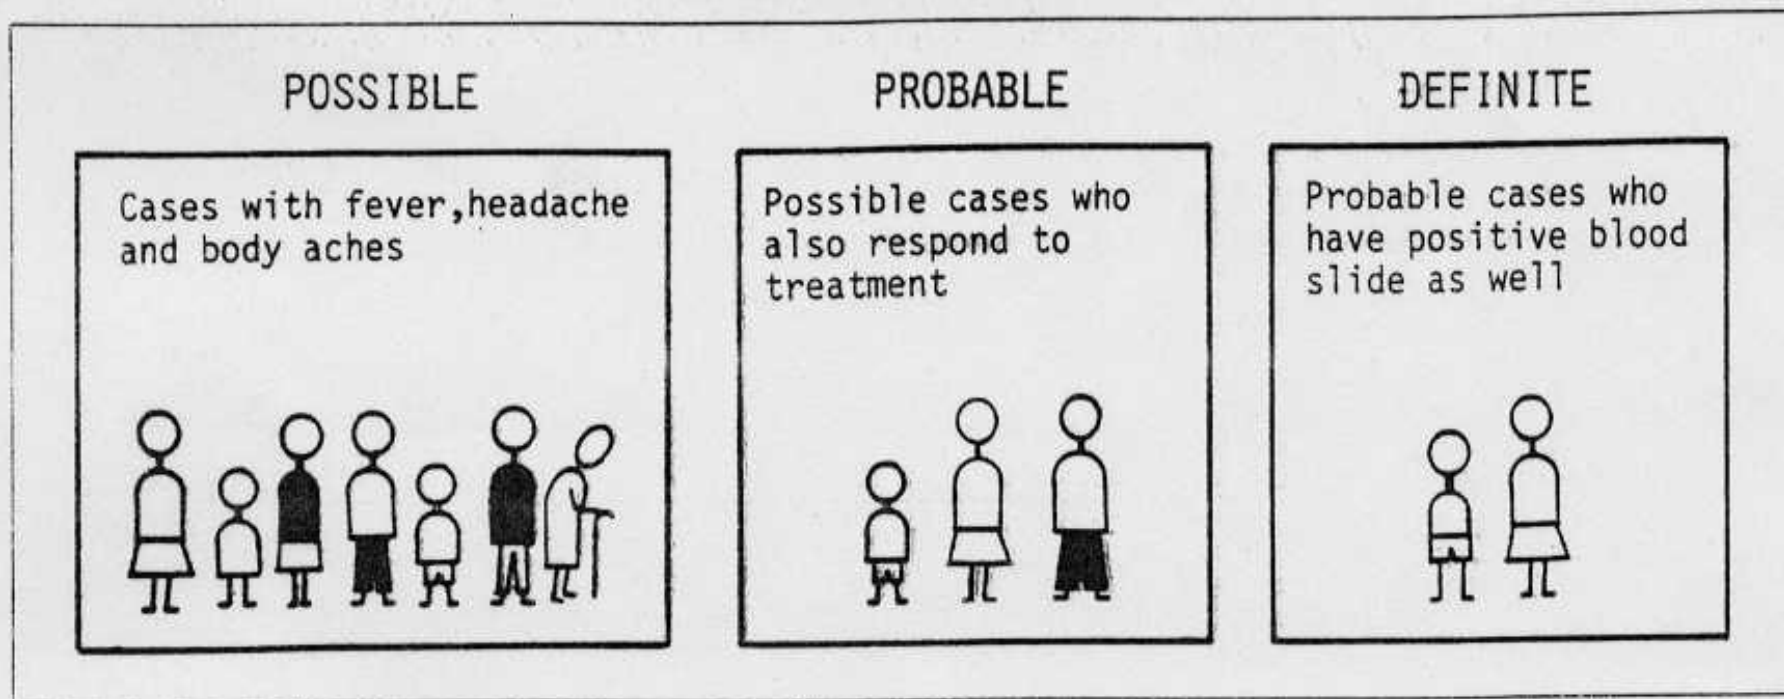 POSSIBLE
Cases with fever,headache
and body aches
PROBABLE
Possible cases who
also respond to
treatment
DEFINITE
Probable cases who
have positive blood
slide as well